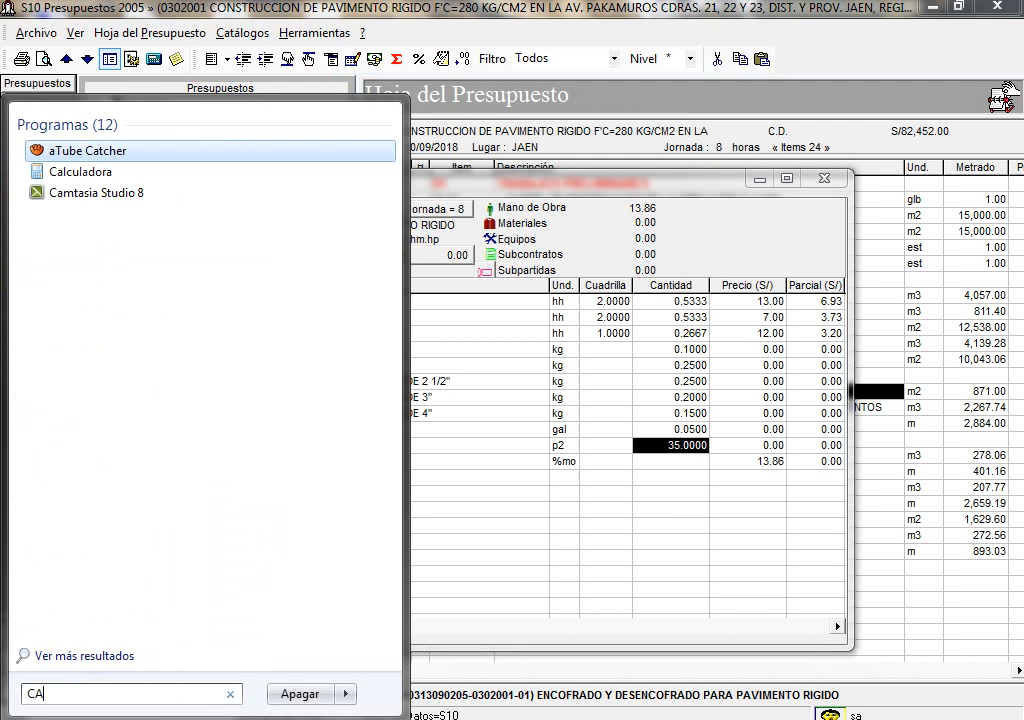 S10 Presupuestos 2005 » (0302001 CONSTRUCCION DE PAVIMENTO RIGIDO F'C=280 KG/CM2 EN LA AV. PAKAMUROS CDRAS. 21, 22 Y 23, DIST. Y PROV. JAEN, REGI...
Archivo Ver Hoja del Presupuesto Catálogos Herramientas ?
Filtro Todos Nivel *
Presupuestos Presupuestos
Hoja del Presupuesto
NSTRUCCION DE PAVIMENTO RIGIDO F'C=280 KG/CM2 EN LA C.D. S/82,452.00
0/09/2018 Lugar : JAEN Jornada : 8 horas « Items 24 »
Item Descripción Und. Metrado
Programas (12)
aTube Catcher
Calculadora
Camtasia Studio 8
Ver más resultados
CA
Apagar
ornada = 8
O RIGIDO
hm.hp
0.00
Mano de Obra 13.86
Materiales 0.00
Equipos 0.00
Subcontratos 0.00
Subpartidas 0.00
Und. Cuadrilla Cantidad Precio (S/) Parcial (S/)
hh 2.0000 0.5333 13.00 6.93
hh 2.0000 0.5333 7.00 3.73
hh 1.0000 0.2667 12.00 3.20
kg 0.1000 0.00 0.00
kg 0.2500 0.00 0.00
DE 2 1/2" kg 0.2500 0.00 0.00
DE 3" kg 0.2000 0.00 0.00
DE 4" kg 0.1500 0.00 0.00
gal 0.0500 0.00 0.00
p2 35.0000 0.00 0.00
%mo 13.86 0.00
glb 1.00
m2 15,000.00
m2 15,000.00
est 1.00
est 1.00
m3 4,057.00
m3 811.40
m2 12,538.00
m3 4,139.28
m2 10,043.06
m2 871.00
NTOS m3 2,267.74
m 2,884.00
m3 278.06
m 401.16
m3 207.77
m 2,659.19
m2 1,629.60
m3 272.56
m 893.03
0313090205-0302001-01) ENCOFRADO Y DESENCOFRADO PARA PAVIMENTO RIGIDO
Datos=S10 sa